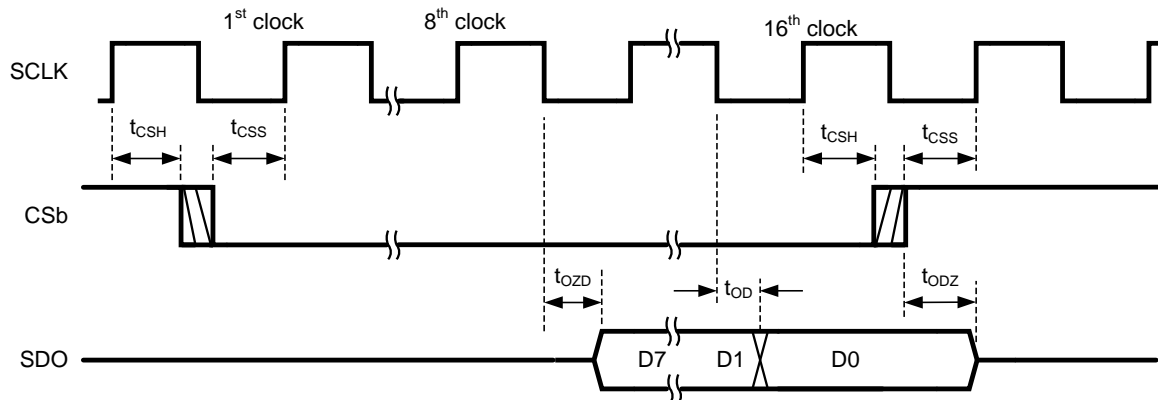 1st clock 8th clock 16th clock
SCLK
tCSH tCSS tCSH tCSS
CSb
tOZD tOD tODZ
SDO D7 D1 D0